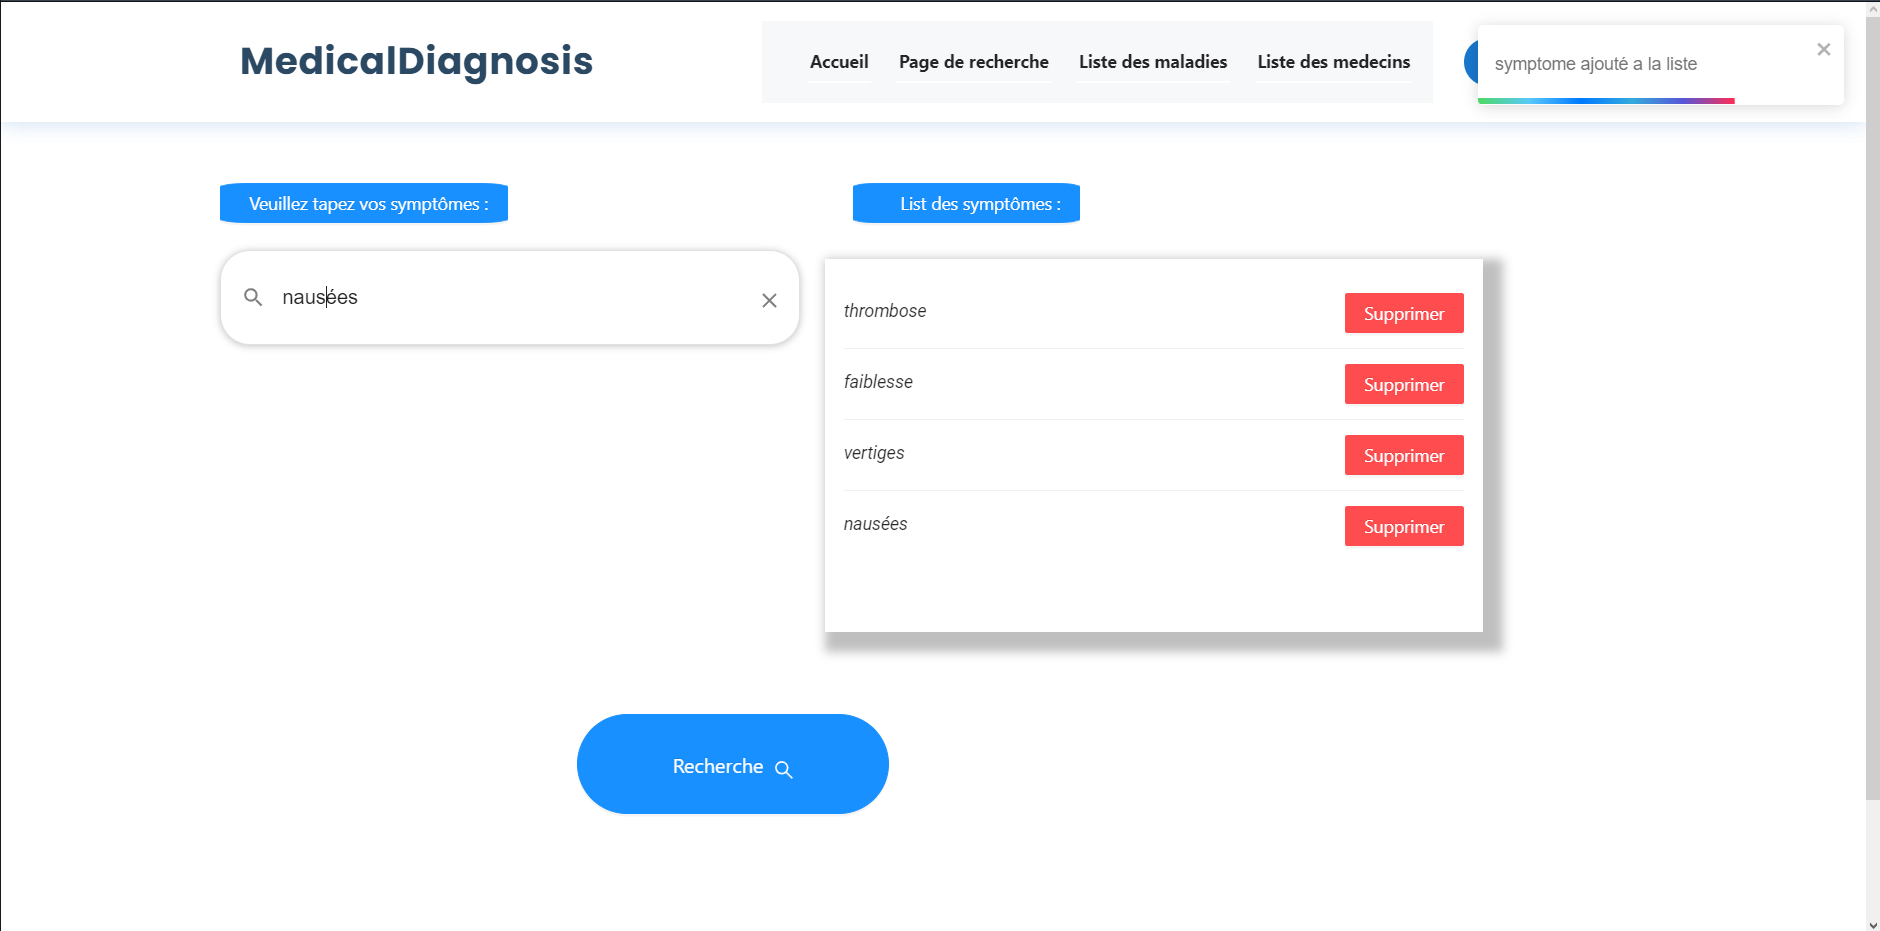 MedicalDiagnosis
Accueil Page de recherche Liste des maladies Liste des medecins
symptome ajouté a la liste
Veuillez tapez vos symptômes :
List des symptômes :
nausées
thrombose Supprimer
faiblesse Supprimer
vertiges Supprimer
nausées Supprimer
Recherche